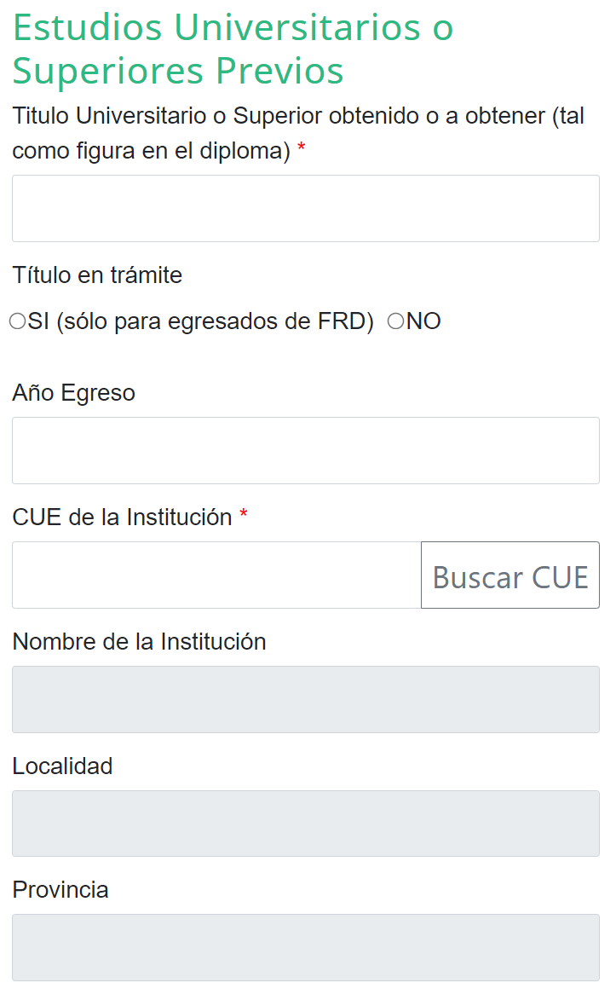 Estudios Universitarios o
Superiores Previos
Titulo Universitario o Superior obtenido o a obtener (tal
como figura en el diploma) *
Título en trámite
SI (sólo para egresados de FRD) NO
Año Egreso
CUE de la Institución *
Buscar CUE
Nombre de la Institución
Localidad
Provincia